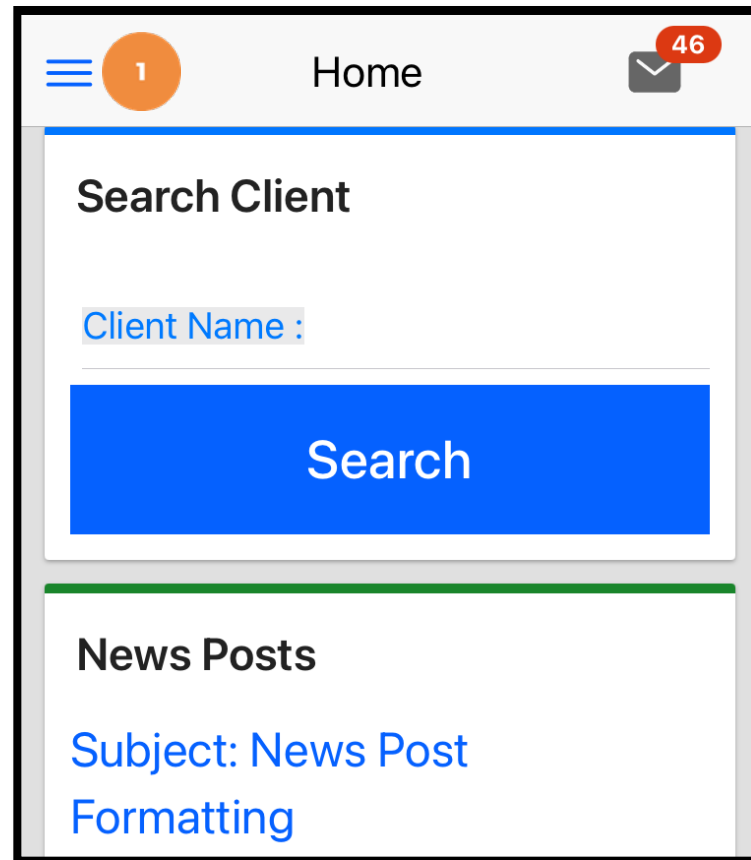 1
Home
46
Search Client
Client Name :
Search
News Posts
Subject: News Post
Formatting